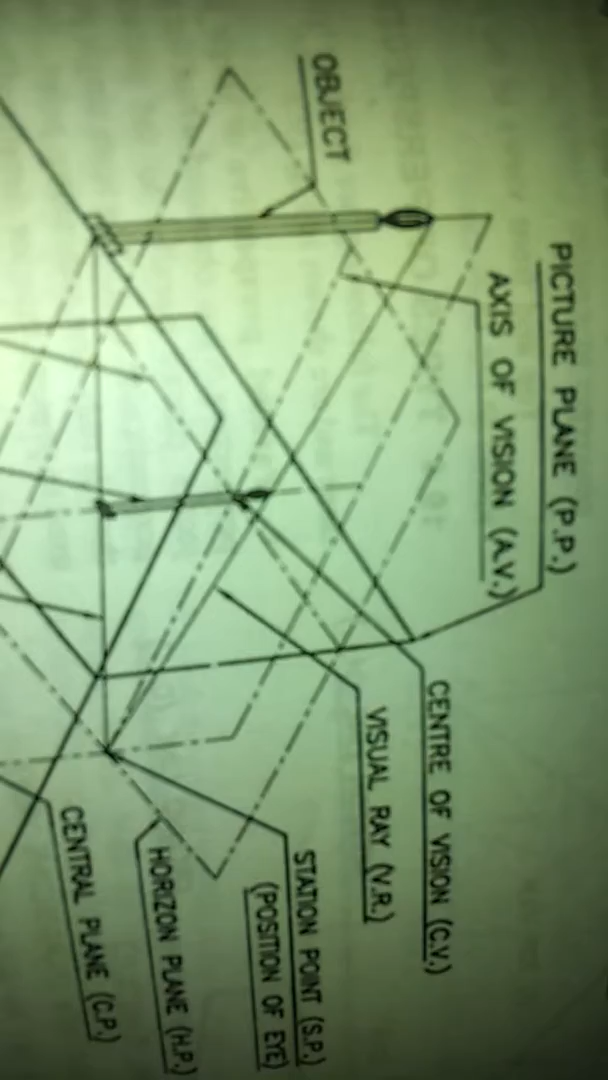 PICTURE PLANE (P.P.)
AXIS OF VISION (A.V.)
OBJECT
CENTRE OF VISION (C.V.)
VISUAL RAY (V.R.)
STATION POINT (S.P.)
(POSITION OF EYE)
HORIZON PLANE (H.P.)
CENTRAL PLANE (C.P.)